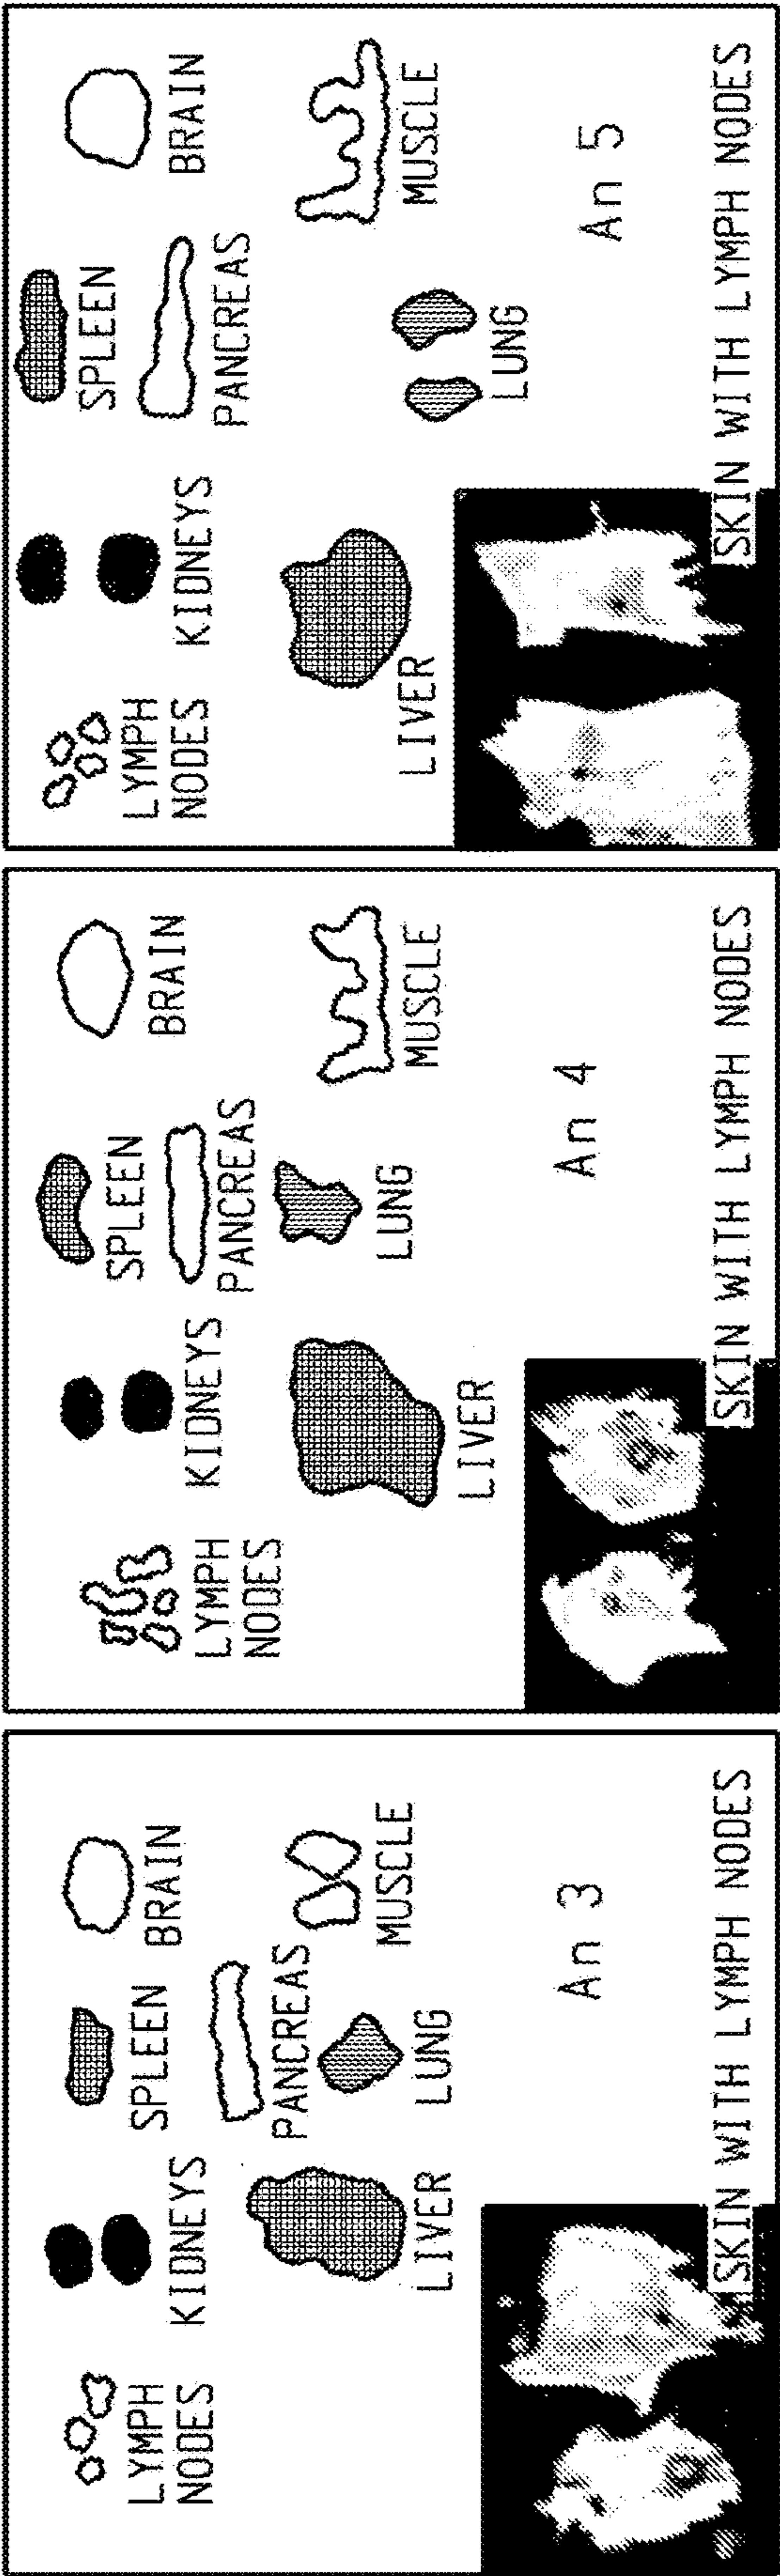 LYMPH
NODES
KIDNEYS
SPLEEN
BRAIN
PANCREAS
LIVER
LUNG
MUSCLE
An 3
SKIN WITH LYMPH NODES
LYMPH
NODES
KIDNEYS
SPLEEN
BRAIN
PANCREAS
LIVER
LUNG
MUSCLE
An 4
SKIN WITH LYMPH NODES
LYMPH
NODES
KIDNEYS
SPLEEN
BRAIN
PANCREAS
LIVER
LUNG
MUSCLE
An 5
SKIN WITH LYMPH NODES